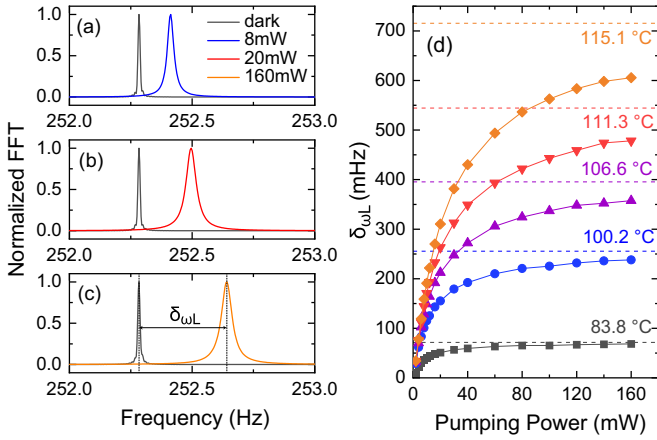 (a)
dark
8mW
20mW
160mW
1.0
0.5
0.0
252.0
252.5
253.0
(b)
1.0
0.5
0.0
252.0
252.5
253.0
(c)
δωL
1.0
0.5
0.0
252.0
252.5
253.0
Normalized FFT
Frequency (Hz)
(d)
700
600
500
400
300
200
100
0
δωL (mHz)
115.1 °C
111.3 °C
106.6 °C
100.2 °C
83.8 °C
0
40
80
120
160
Pumping Power (mW)